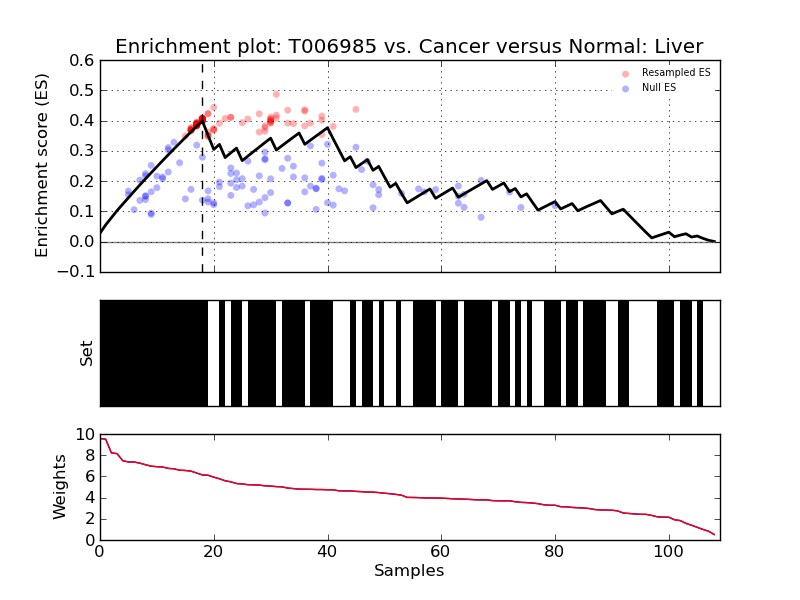 Enrichment plot: T006985 vs. Cancer versus Normal: Liver
Enrichment score (ES)
0.6
0.5
0.4
0.3
0.2
0.1
0.0
−0.1
Resampled ES
Null ES
Set
Weights
10
8
6
4
2
0
0 20 40 60 80 100
Samples